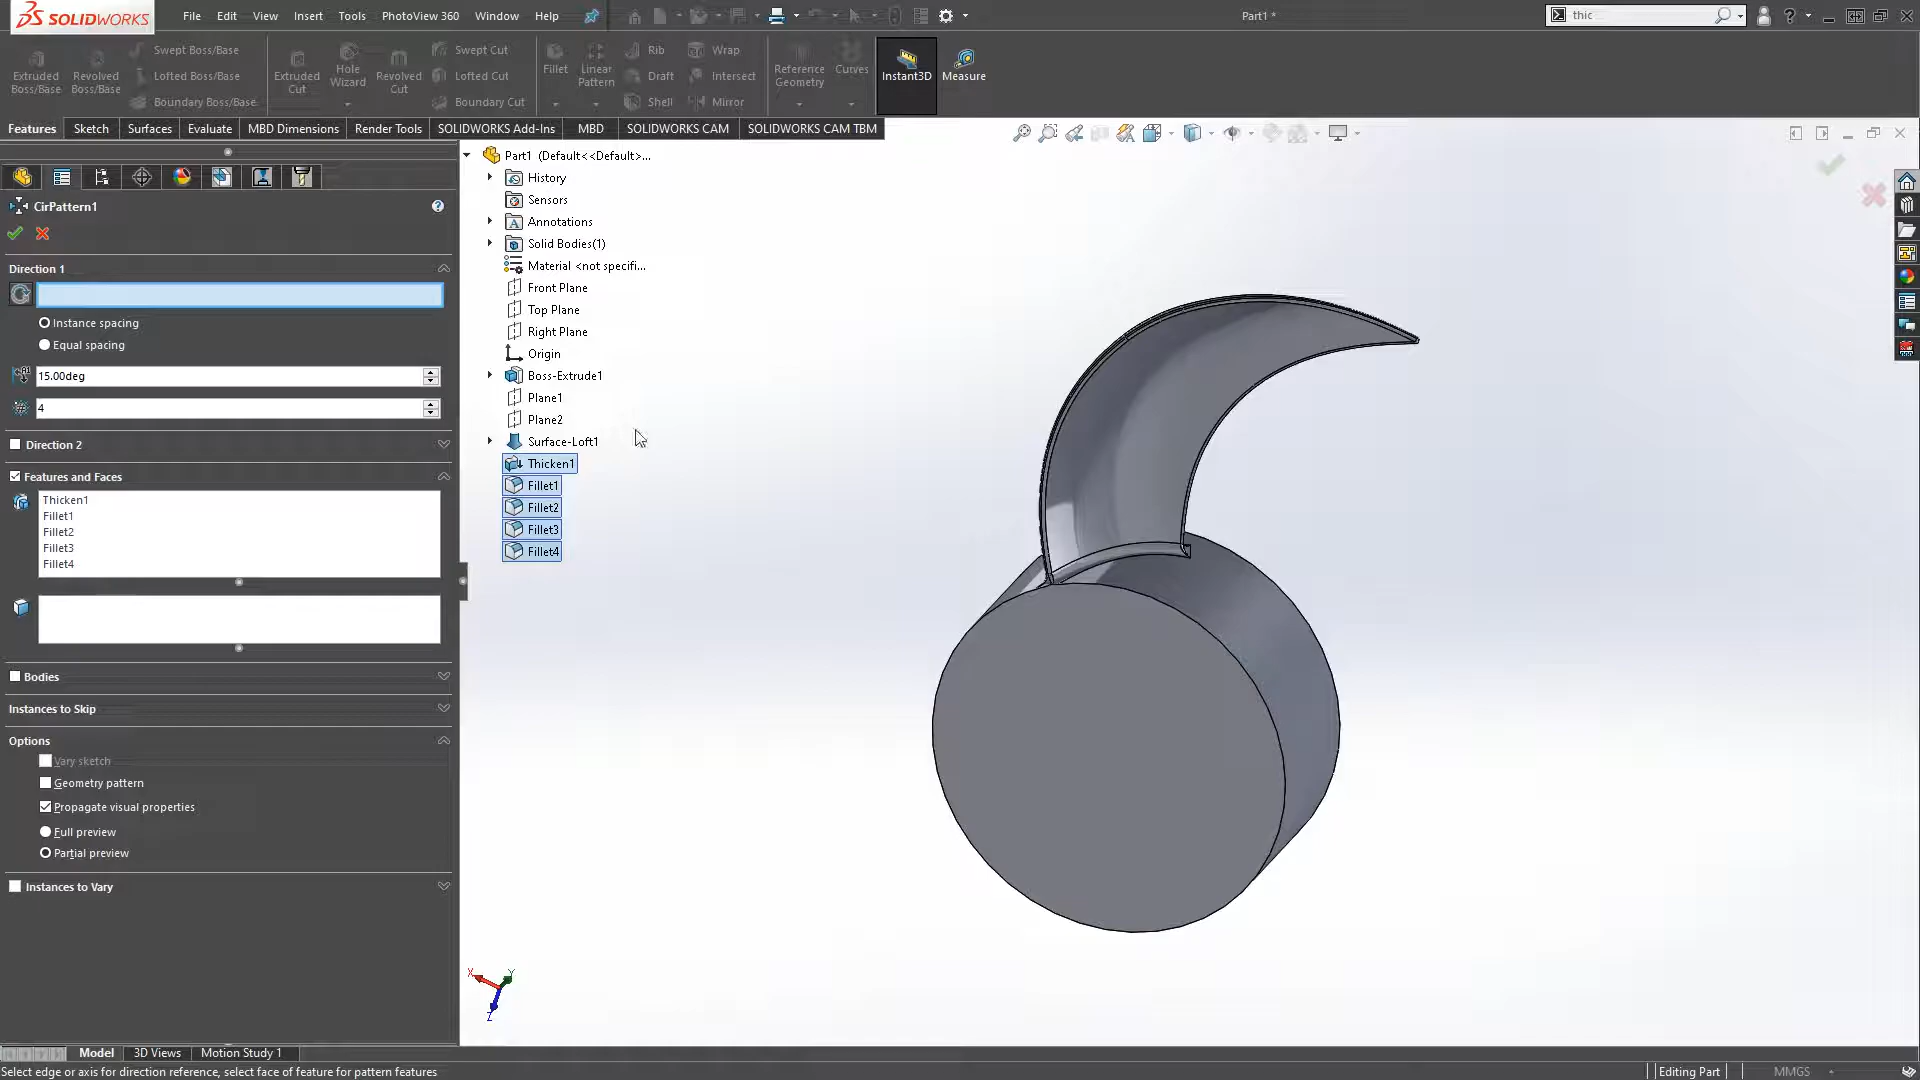 SOLIDWORKS
File Edit View Insert Tools PhotoView 360 Window Help
Part1 *
thic
Extruded Boss/Base
Revolved Boss/Base
Swept Boss/Base
Lofted Boss/Base
Boundary Boss/Base
Extruded Cut
Hole Wizard
Revolved Cut
Swept Cut
Lofted Cut
Boundary Cut
Fillet
Linear Pattern
Rib
Draft
Shell
Wrap
Intersect
Mirror
Reference Geometry
Curves
Instant3D
Measure
Features Sketch Surfaces Evaluate MBD Dimensions Render Tools SOLIDWORKS Add-Ins MBD SOLIDWORKS CAM SOLIDWORKS CAM TBM
CirPattern1
Direction 1
Instance spacing
Equal spacing
15.00deg
4
Direction 2
Features and Faces
Thicken1
Fillet1
Fillet2
Fillet3
Fillet4
Bodies
Instances to Skip
Options
Vary sketch
Geometry pattern
Propagate visual properties
Full preview
Partial preview
Instances to Vary
Part1 (Default<<Default>...
History
Sensors
Annotations
Solid Bodies(1)
Material <not specifi...
Front Plane
Top Plane
Right Plane
Origin
Boss-Extrude1
Plane1
Plane2
Surface-Loft1
Thicken1
Fillet1
Fillet2
Fillet3
Fillet4
X
Y
Z
Model 3D Views Motion Study 1
Select edge or axis for direction reference, select face of feature for pattern features
Editing Part
MMGS